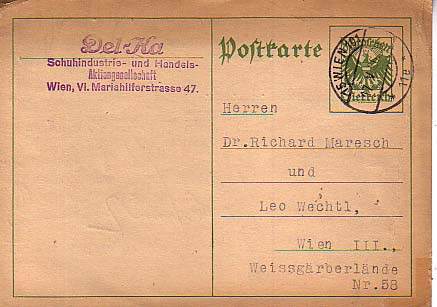 Del-Ka
Schuhindustrie- und Handels-
Aktiengesellschaft
Wien, VI. Mariahilferstrasse 47.
Postkarte
Herren
Dr. Richard Maresch
und
Leo Wechtl,
Wien III.,
Weissgärberlände
Nr.58